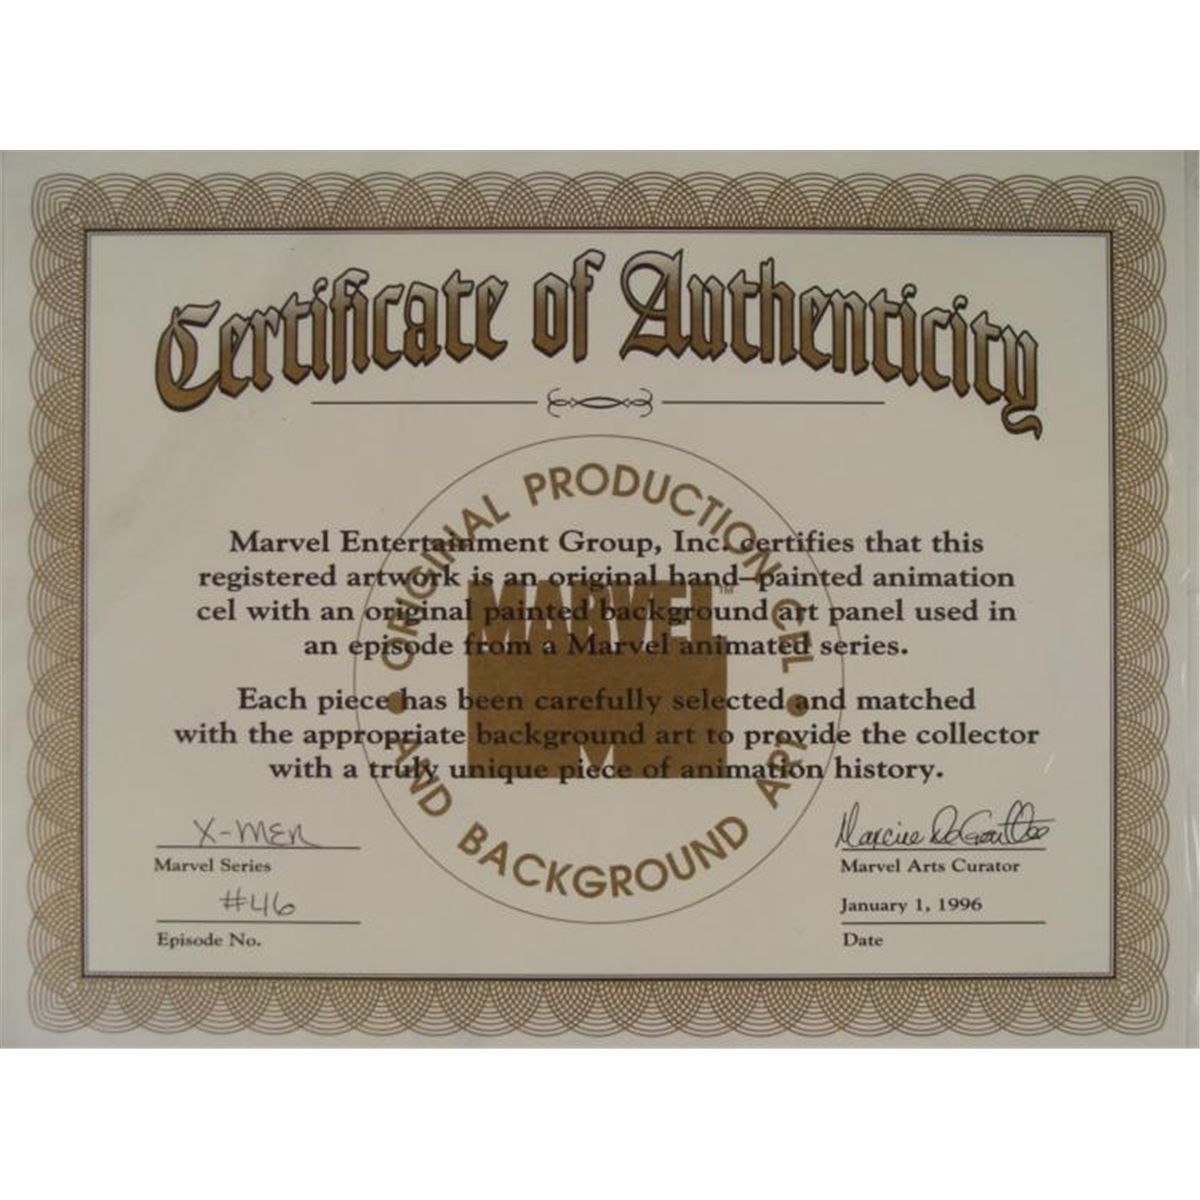 Certificate of Authenticity
ORIGINAL PRODUCTION CEL •
AND BACKGROUND ART •
MARVEL™
Marvel Entertainment Group, Inc. certifies that this
registered artwork is an original hand-painted animation
cel with an original painted background art panel used in
an episode from a Marvel animated series.
Each piece has been carefully selected and matched
with the appropriate background art to provide the collector
with a truly unique piece of animation history.
X-MEN
Marvel Series
#46
Episode No.
Marvel Arts Curator
January 1, 1996
Date